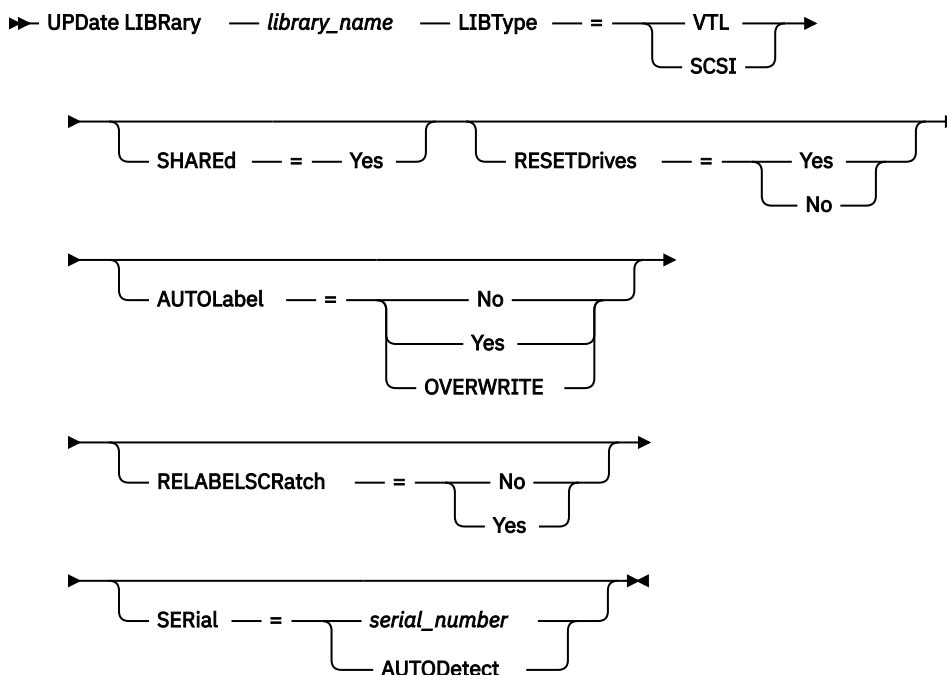 UPDate LIBRary library_name LIBType = VTL
SCSI
SHAREd = Yes RESETDrives = Yes
No
AUTOLabel = No
Yes
OVERWRITE
RELABELSCRatch = No
Yes
SERial = serial_number
AUTODetect